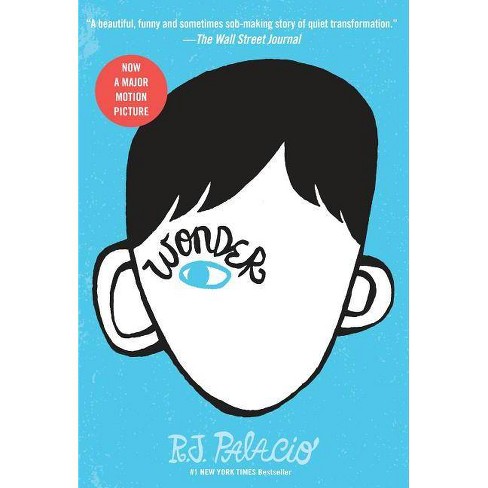 "A beautiful, funny and sometimes sob-making story of quiet transformation."
—The Wall Street Journal
NOW
A MAJOR
MOTION
PICTURE
WONDER
R.J. PALACIO
#1 NEW YORK TIMES Bestseller